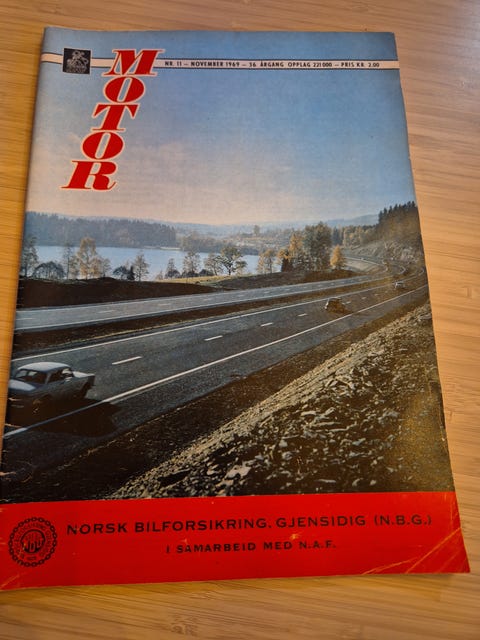 MOTOR
NR. 11 – NOVEMBER 1969 – 36. ÅRGANG OPPLAG 221 000 – PRIS KR. 2,00
NORSK BILFORSIKRING, GJENSIDIG (N.B.G.)
I SAMARBEID MED N.A.F.